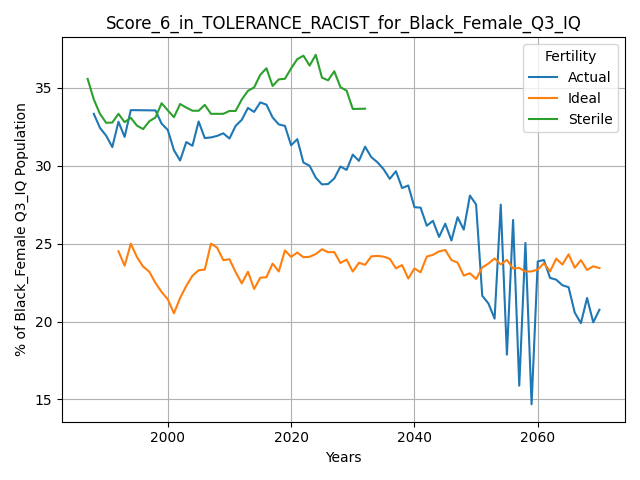 Score_6_in_TOLERANCE_RACIST_for_Black_Female_Q3_IQ
% of Black_Female Q3_IQ Population
35
30
25
20
15
Fertility
Actual
Ideal
Sterile
2000 2020 2040 2060
Years